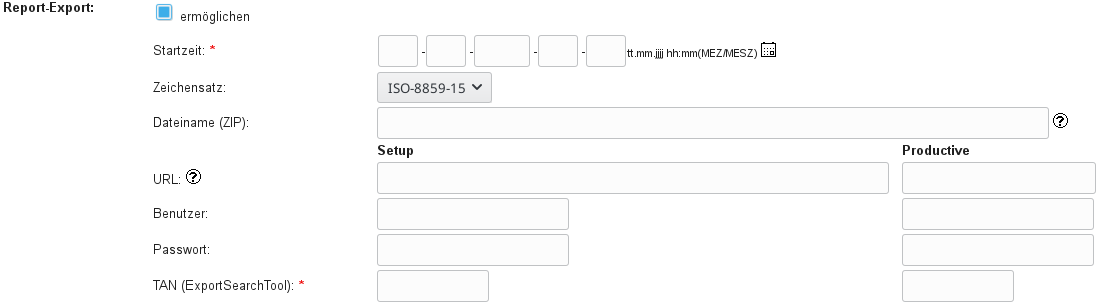 Report-Export:
ermöglichen
Startzeit: * - - - - tt.mm.jjjj hh:mm(MEZ/MESZ)
Zeichensatz: ISO-8859-15
Dateiname (ZIP): ?
Setup Productive
URL: ?
Benutzer:
Passwort:
TAN (ExportSearchTool): *